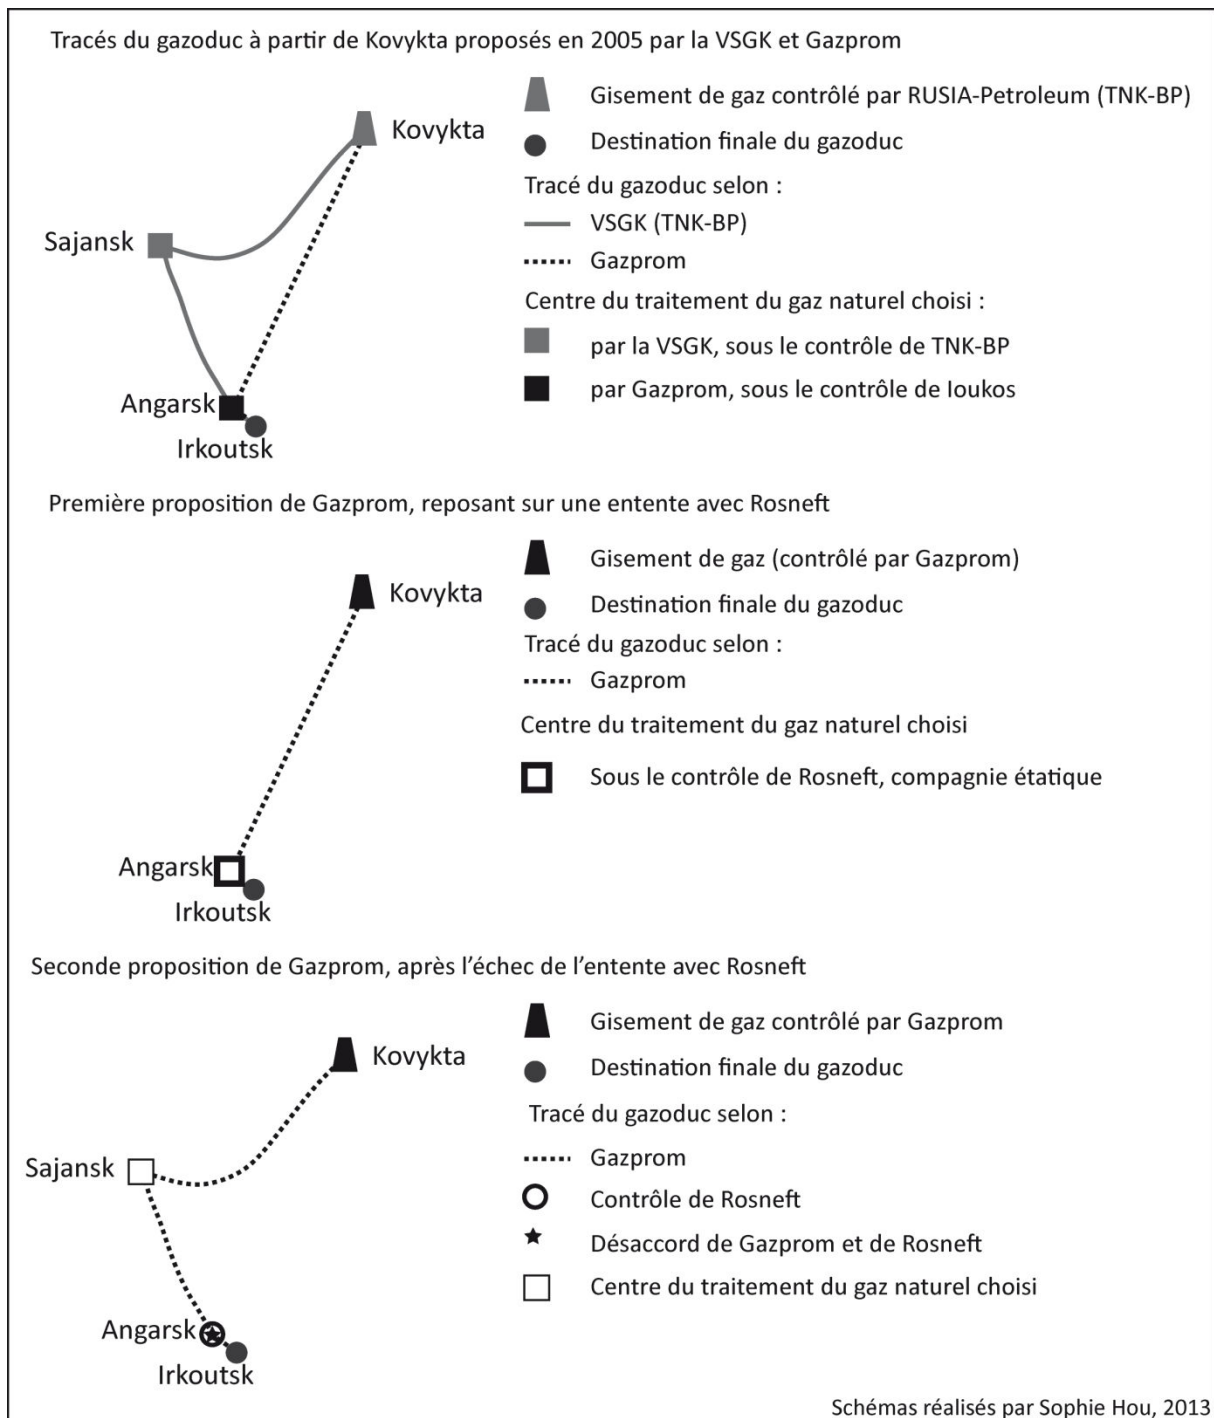 Tracés du gazoduc à partir de Kovykta proposés en 2005 par la VSGK et Gazprom
Gisement de gaz contrôlé par RUSIA-Petroleum (TNK-BP)
Kovykta
Destination finale du gazoduc
Tracé du gazoduc selon :
VSGK (TNK-BP)
Sajansk
Gazprom
Centre du traitement du gaz naturel choisi :
par la VSGK, sous le contrôle de TNK-BP
par Gazprom, sous le contrôle de Ioukos
Angarsk
Irkoutsk
Première proposition de Gazprom, reposant sur une entente avec Rosneft
Gisement de gaz (contrôlé par Gazprom)
Kovykta
Destination finale du gazoduc
Tracé du gazoduc selon :
Gazprom
Centre du traitement du gaz naturel choisi
Sous le contrôle de Rosneft, compagnie étatique
Angarsk
Irkoutsk
Seconde proposition de Gazprom, après l’échec de l’entente avec Rosneft
Gisement de gaz contrôlé par Gazprom
Kovykta
Destination finale du gazoduc
Tracé du gazoduc selon :
Gazprom
Sajansk
Contrôle de Rosneft
Désaccord de Gazprom et de Rosneft
Centre du traitement du gaz naturel choisi
Angarsk
Irkoutsk
Schémas réalisés par Sophie Hou, 2013